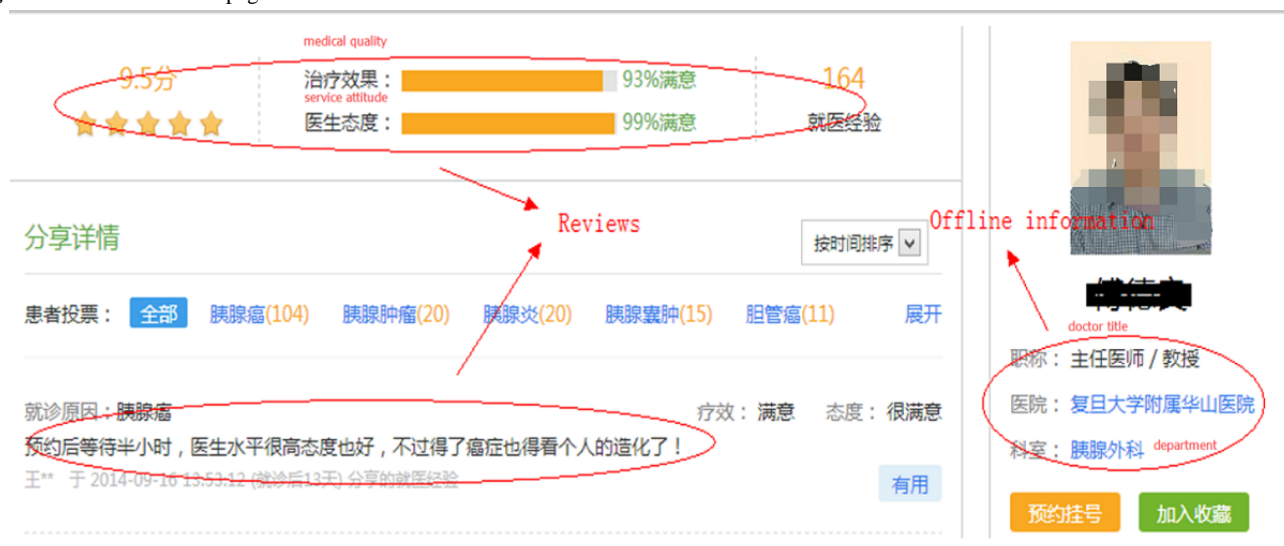 medical quality
9.5分
治疗效果：
93%满意
164
service attitude
医生态度：
99%满意
就医经验
Reviews
Offline information
分享详情
按时间排序
患者投票：
全部
胰腺癌(104)
胰腺肿瘤(20)
胰腺炎(20)
胰腺囊肿(15)
胆管癌(11)
展开
就诊原因：胰腺癌
疗效：满意
态度：很满意
预约后等待半小时，医生水平很高态度也好，不过得了癌症也得看个人的造化了！
王** 于 2014-09-16 13:53:12 (就诊后13天) 分享的就医经验
有用
doctor title
职称：主任医师 / 教授
医院：复旦大学附属华山医院
科室：胰腺外科
department
预约挂号
加入收藏